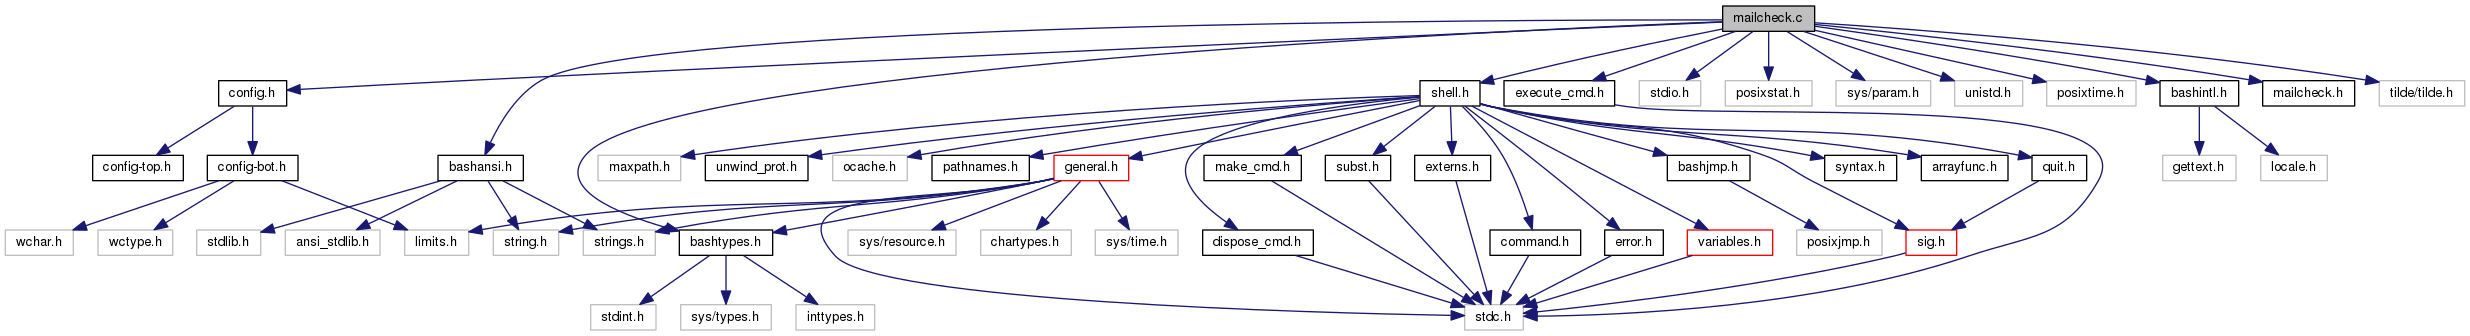 mailcheck.c
config.h
shell.h
execute_cmd.h
stdio.h
posixstat.h
sys/param.h
unistd.h
posixtime.h
bashintl.h
mailcheck.h
tilde/tilde.h
config-top.h
config-bot.h
bashansi.h
maxpath.h
unwind_prot.h
ocache.h
pathnames.h
general.h
make_cmd.h
subst.h
externs.h
bashjmp.h
syntax.h
arrayfunc.h
quit.h
gettext.h
locale.h
wchar.h
wctype.h
stdlib.h
ansi_stdlib.h
limits.h
string.h
strings.h
bashtypes.h
sys/resource.h
chartypes.h
sys/time.h
dispose_cmd.h
command.h
error.h
variables.h
posixjmp.h
sig.h
stdint.h
sys/types.h
inttypes.h
stdc.h